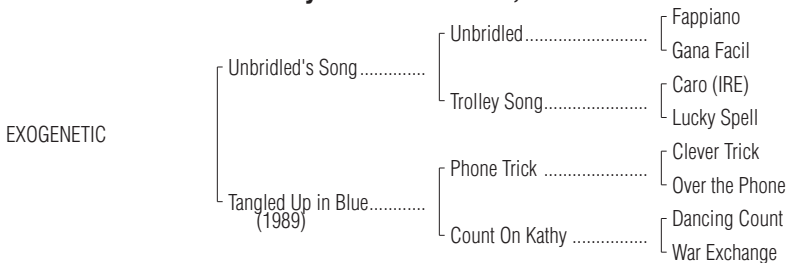 Fappiano
Unbridled..........................
Gana Facil
Unbridled's Song..............
Caro (IRE)
Trolley Song......................
Lucky Spell
EXOGENETIC
Clever Trick
Phone Trick ......................
Over the Phone
Tangled Up in Blue............
(1989)
Dancing Count
Count On Kathy ................
War Exchange